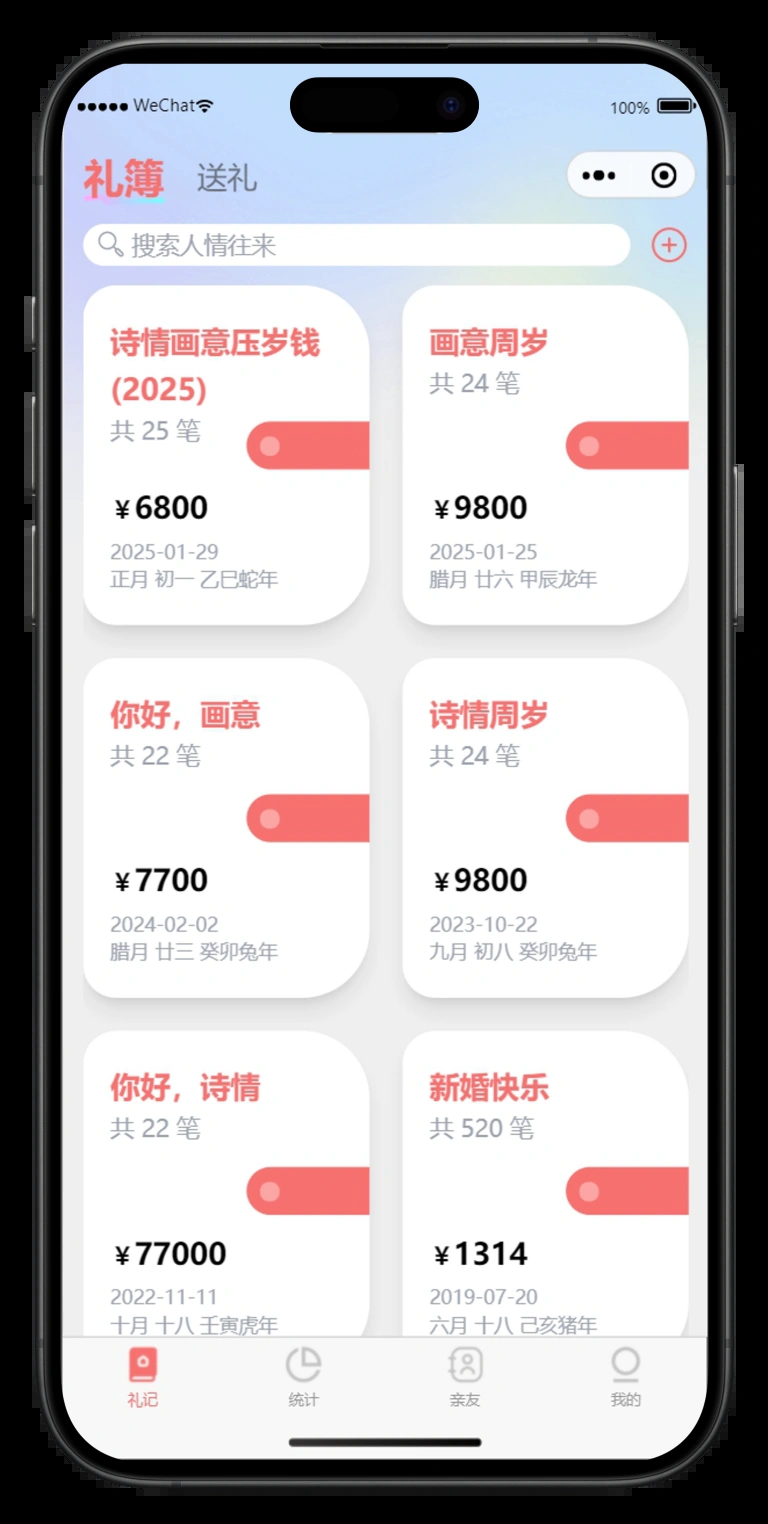 WeChat
100%
礼簿
送礼
搜索人情往来
诗情画意压岁钱
(2025)
共 25 笔
¥6800
2025-01-29
正月 初一 乙巳蛇年
画意周岁
共 24 笔
¥9800
2025-01-25
腊月 廿六 甲辰龙年
你好，画意
共 22 笔
¥7700
2024-02-02
腊月 廿三 癸卯兔年
诗情周岁
共 24 笔
¥9800
2023-10-22
九月 初八 癸卯兔年
你好，诗情
共 22 笔
¥77000
2022-11-11
十月 十八 壬寅虎年
新婚快乐
共 520 笔
¥1314
2019-07-20
六月 十八 己亥猪年
礼记
统计
亲友
我的